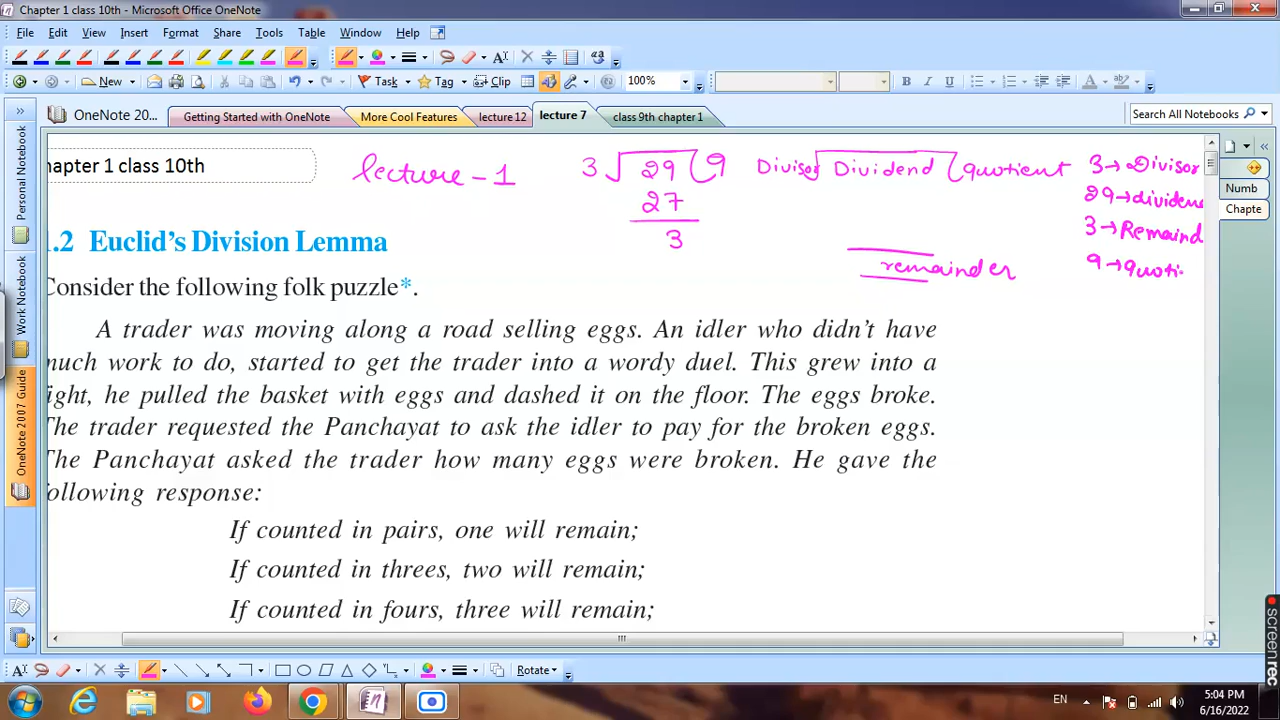 Chapter 1 class 10th - Microsoft Office OneNote
File Edit View Insert Format Share Tools Table Window Help
New Task Tag Clip 100% B I U A ab
OneNote 20... Getting Started with OneNote More Cool Features lecture 12 lecture 7 class 9th chapter 1 Search All Notebooks
hapter 1 class 10th
lecture - 1
3 29 9
27
3
Divisor Dividend quotient
remainder
3 → Divisor
29 → dividen
3 → Remaind
9 → quoti
Numb
Chapte
Personal Notebook
Work Notebook
OneNote 2007 Guide
1.2 Euclid's Division Lemma
Consider the following folk puzzle*.
A trader was moving along a road selling eggs. An idler who didn't have
much work to do, started to get the trader into a wordy duel. This grew into a
ight, he pulled the basket with eggs and dashed it on the floor. The eggs broke.
The trader requested the Panchayat to ask the idler to pay for the broken eggs.
The Panchayat asked the trader how many eggs were broken. He gave the
ollowing response:
If counted in pairs, one will remain;
If counted in threes, two will remain;
If counted in fours, three will remain;
Rotate
screenrec
EN 5:04 PM
6/16/2022